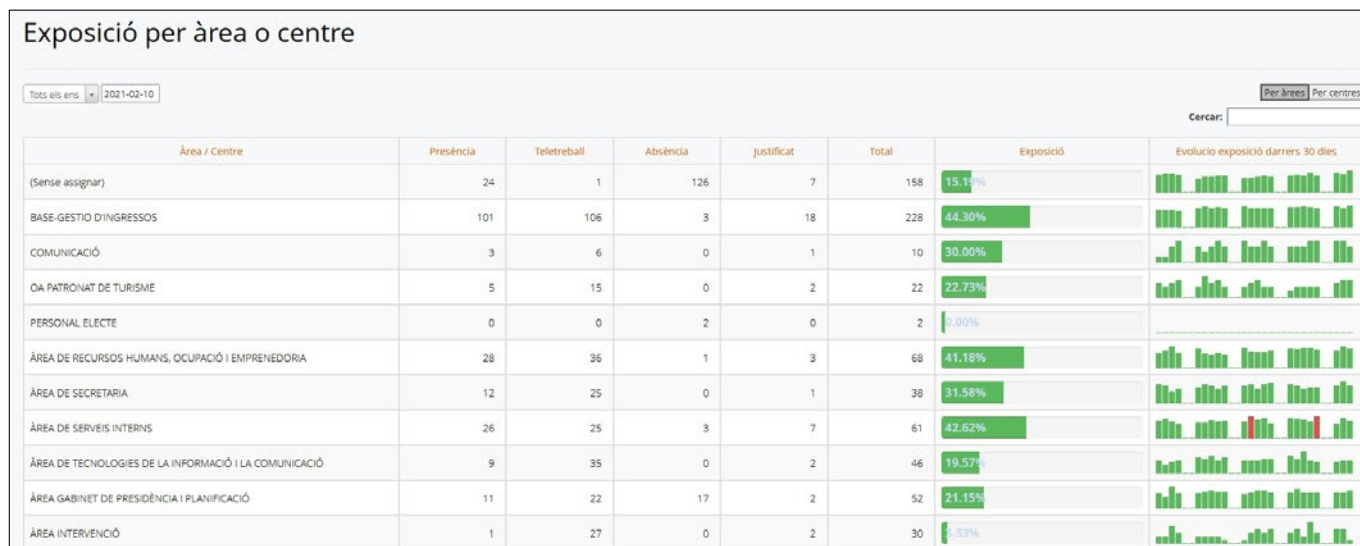 Exposició per àrea o centre
Tots els ens 2021-02-10 Per àrees Per centres
Cercar:
Àrea / Centre Presència Teletreball Absència Justificat Total Exposició Evolucio exposició darrers 30 dies
(Sense assignar) 24 1 126 7 158 15.19%
BASE-GESTIO D'INGRESSOS 101 106 3 18 228 44.30%
COMUNICACIÓ 3 6 0 1 10 30.00%
OA PATRONAT DE TURISME 5 15 0 2 22 22.73%
PERSONAL ELECTE 0 0 2 0 2 0.00%
ÀREA DE RECURSOS HUMANS, OCUPACIÓ I EMPRENEDORIA 28 36 1 3 68 41.18%
ÀREA DE SECRETARIA 12 25 0 1 38 31.58%
ÀREA DE SERVEIS INTERNS 26 25 3 7 61 42.62%
ÀREA DE TECNOLOGIES DE LA INFORMACIÓ I LA COMUNICACIÓ 9 35 0 2 46 19.57%
ÀREA GABINET DE PRESIDÈNCIA I PLANIFICACIÓ 11 22 17 2 52 21.15%
ÀREA INTERVENCIÓ 1 27 0 2 30 3.33%